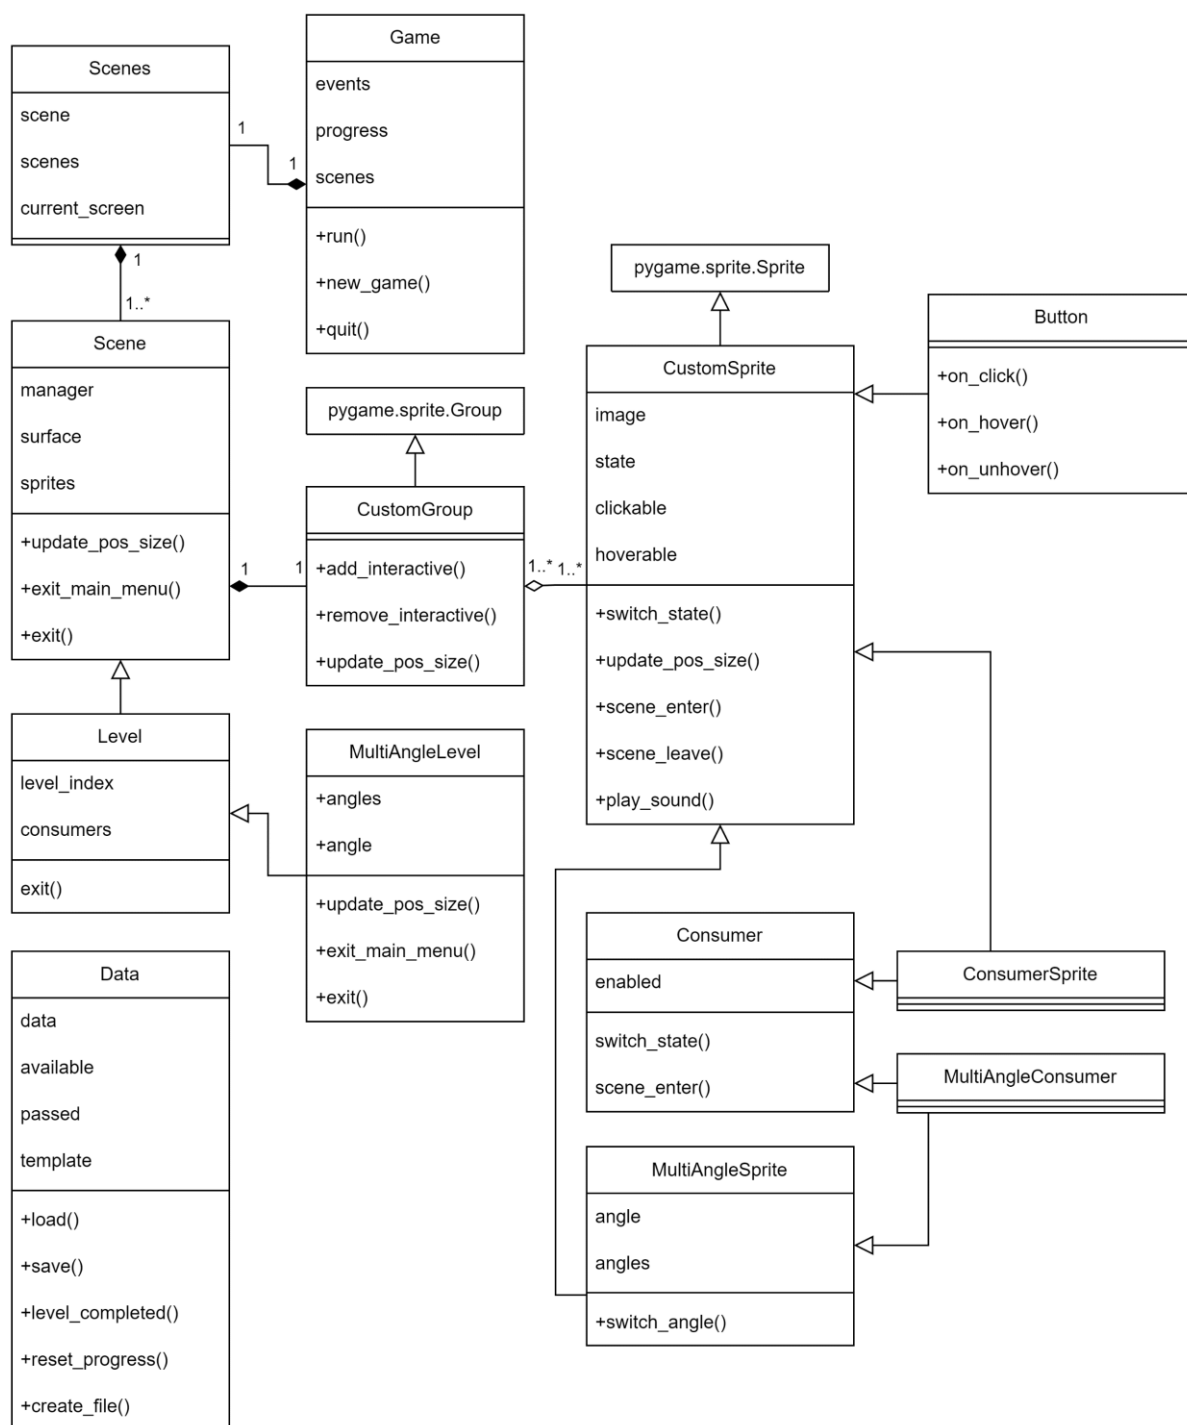 Scenes
scene
scenes
current_screen
1
1
Game
events
progress
scenes
+run()
+new_game()
+quit()
1
1..*
Scene
manager
surface
sprites
+update_pos_size()
+exit_main_menu()
+exit()
1
1
pygame.sprite.Group
CustomGroup
+add_interactive()
+remove_interactive()
+update_pos_size()
1..*
1..*
pygame.sprite.Sprite
CustomSprite
image
state
clickable
hoverable
+switch_state()
+update_pos_size()
+scene_enter()
+scene_leave()
+play_sound()
Button
+on_click()
+on_hover()
+on_unhover()
Level
level_index
consumers
exit()
MultiAngleLevel
+angles
+angle
+update_pos_size()
+exit_main_menu()
+exit()
Consumer
enabled
switch_state()
scene_enter()
ConsumerSprite
MultiAngleConsumer
MultiAngleSprite
angle
angles
+switch_angle()
Data
data
available
passed
template
+load()
+save()
+level_completed()
+reset_progress()
+create_file()